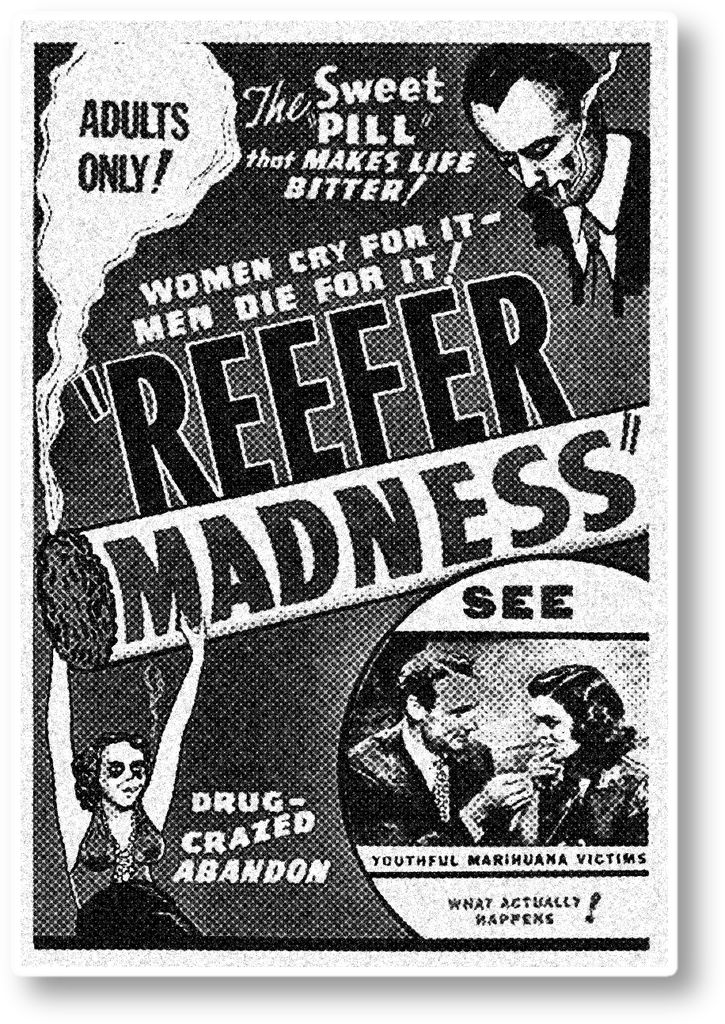 ADULTS
ONLY!
The "Sweet
PILL"
that MAKES LIFE
BITTER!
WOMEN CRY FOR IT-
MEN DIE FOR IT!
"REEFER
MADNESS"
SEE
DRUG-
CRAZED
ABANDON
YOUTHFUL MARIHUANA VICTIMS
WHAT ACTUALLY
HAPPENS!